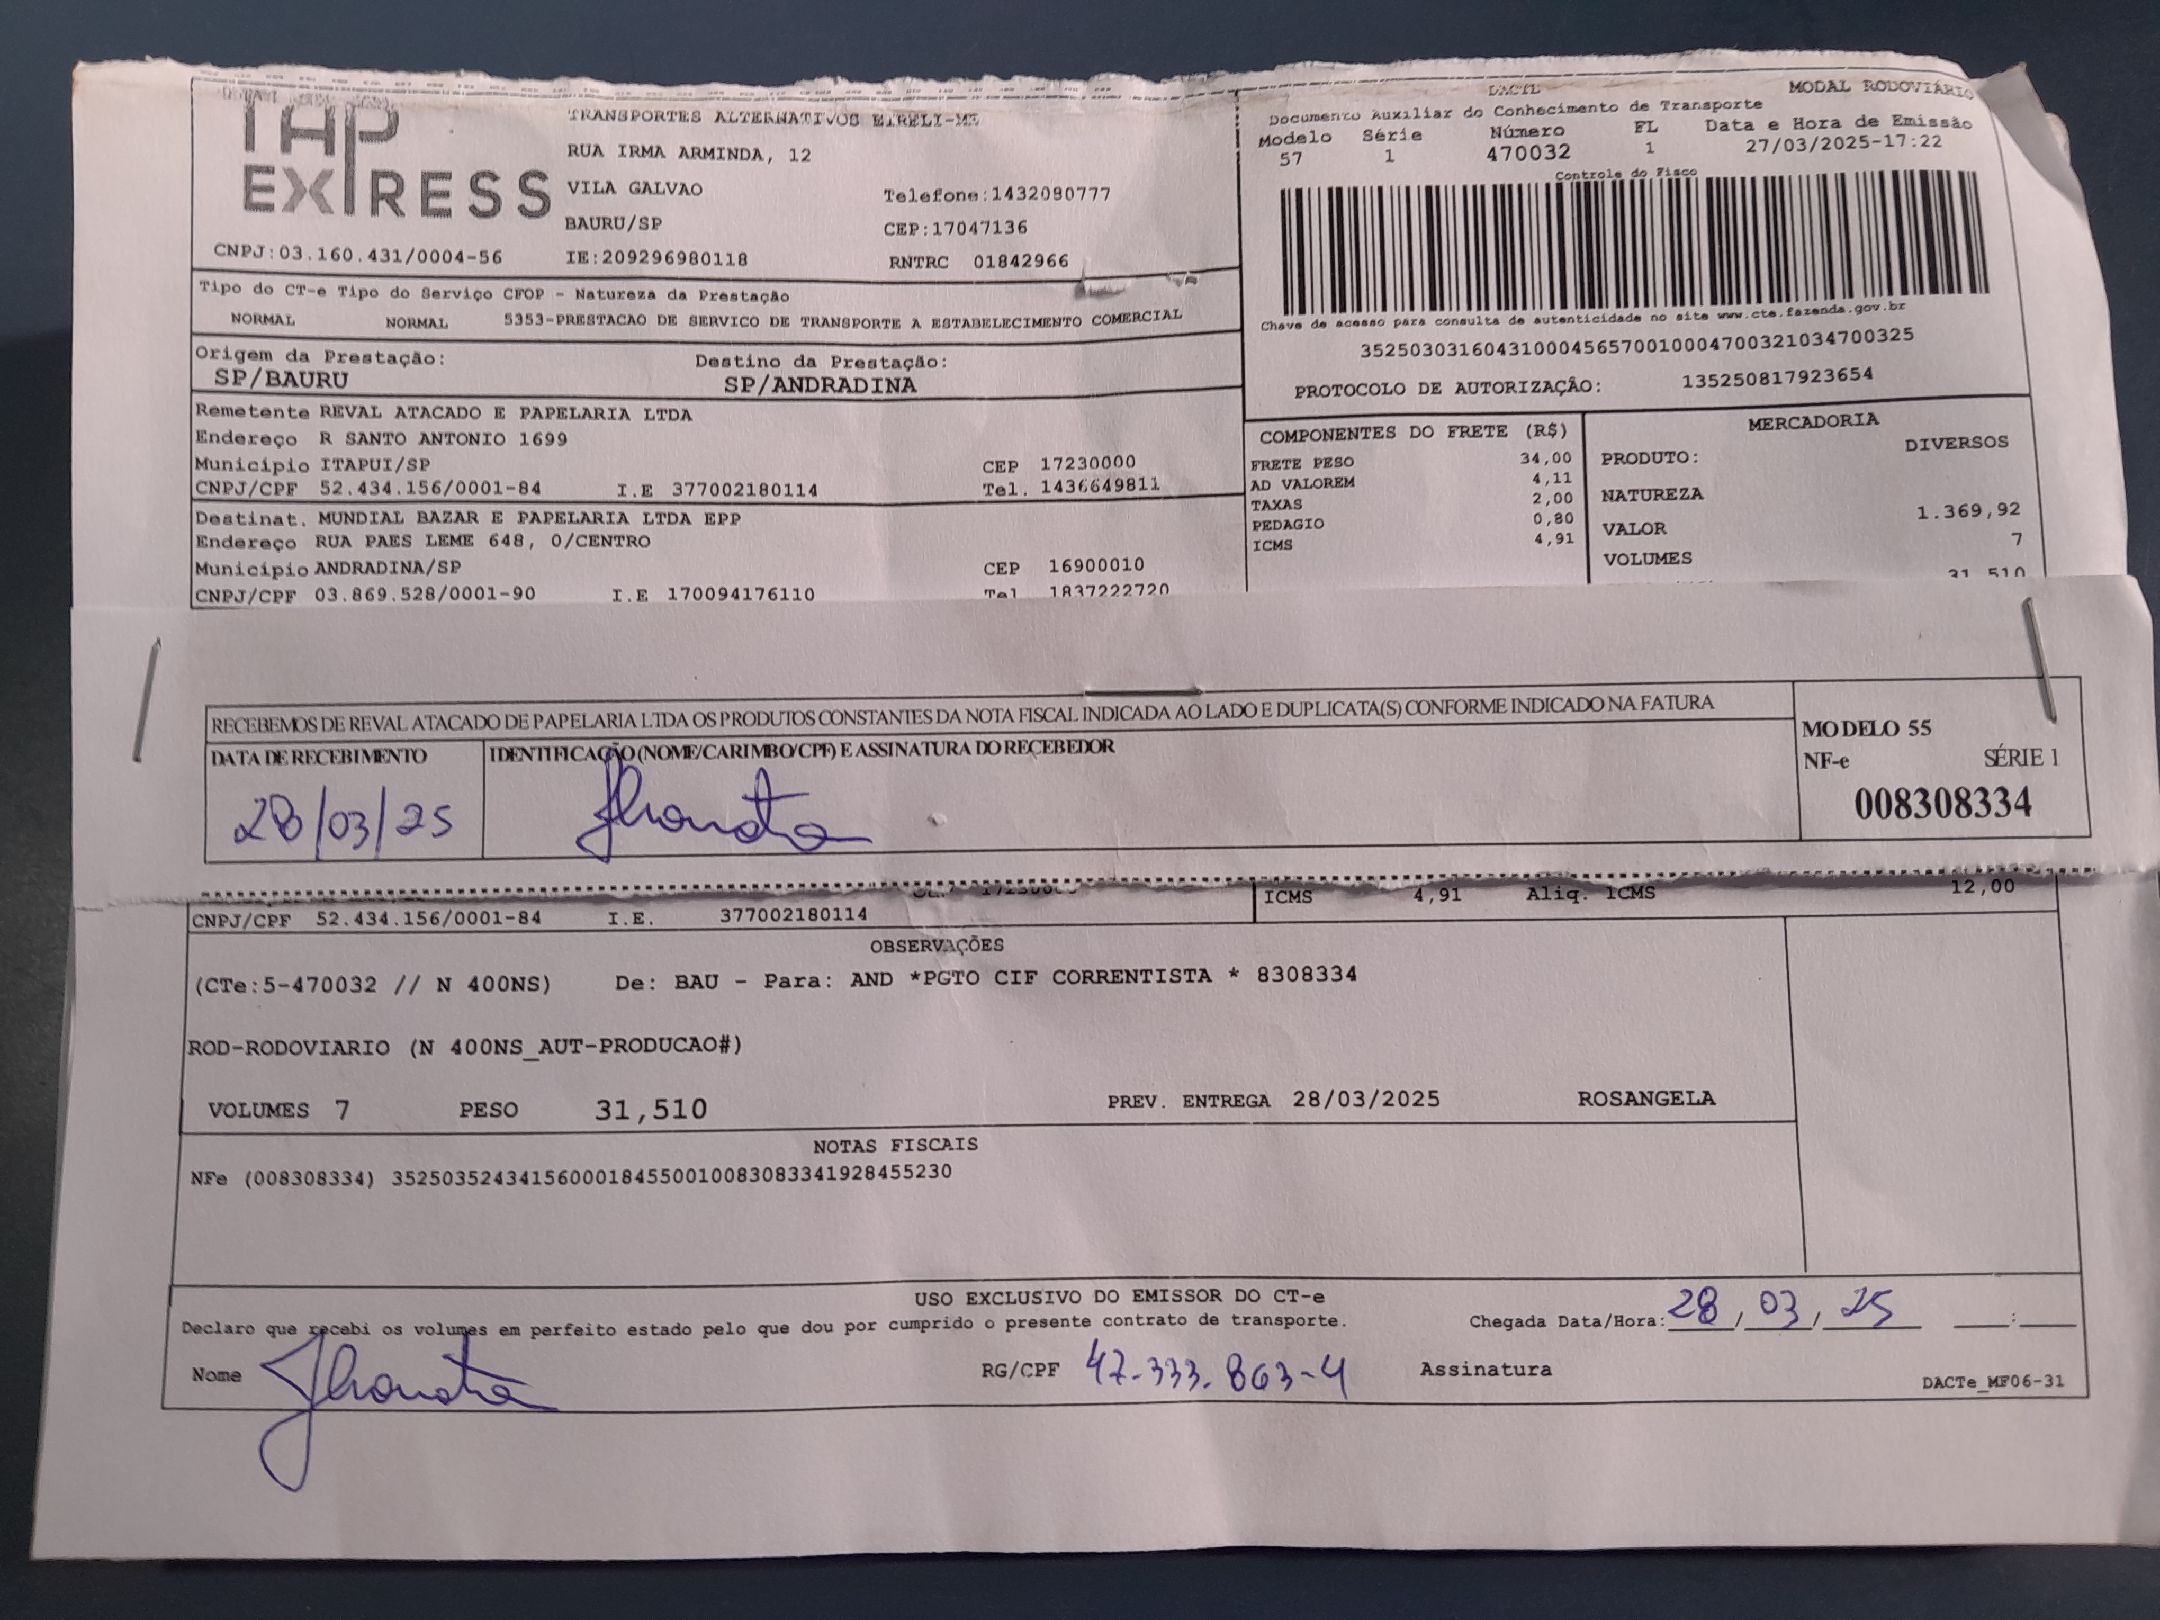 TAP
EXPRESS
TRANSPORTES ALTERNATIVOS EIRELI-ME
RUA IRMA ARMINDA, 12
VILA GALVAO Telefone:1432080777
BAURU/SP CEP:17047136
CNPJ:03.160.431/0004-56 IE:209296980118 RNTRC 01842966
DACTE MODAL RODOVIÁRIO
Documento Auxiliar do Conhecimento de Transporte
Modelo Série Número FL Data e Hora de Emissão
57 1 470032 1 27/03/2025-17:22
Controle do Fisco
Chave de acesso para consulta de autenticidade no site www.cte.fazenda.gov.br
35250303160431000456570010004700321034700325
PROTOCOLO DE AUTORIZAÇÃO: 135250817923654
Tipo do CT-e Tipo do Serviço CFOP - Natureza da Prestação
NORMAL NORMAL 5353-PRESTACAO DE SERVICO DE TRANSPORTE A ESTABELECIMENTO COMERCIAL
Origem da Prestação: Destino da Prestação:
SP/BAURU SP/ANDRADINA
Remetente REVAL ATACADO E PAPELARIA LTDA
Endereço R SANTO ANTONIO 1699
Município ITAPUI/SP CEP 17230000
CNPJ/CPF 52.434.156/0001-84 I.E 377002180114 Tel. 1436649811
Destinat. MUNDIAL BAZAR E PAPELARIA LTDA EPP
Endereço RUA PAES LEME 648, 0/CENTRO
Município ANDRADINA/SP CEP 16900010
CNPJ/CPF 03.869.528/0001-90 I.E 170094176110 Tel 1837222720
COMPONENTES DO FRETE (R$)
FRETE PESO 34,00
AD VALOREM 4,11
TAXAS 2,00
PEDAGIO 0,80
ICMS 4,91
MERCADORIA
PRODUTO: DIVERSOS
NATUREZA
VALOR 1.369,92
VOLUMES 7
31,510
RECEBEMOS DE REVAL ATACADO DE PAPELARIA LTDA OS PRODUTOS CONSTANTES DA NOTA FISCAL INDICADA AO LADO E DUPLICATA(S) CONFORME INDICADO NA FATURA
DATA DE RECEBIMENTO IDENTIFICAÇÃO (NOME/CARIMBO/CPF) E ASSINATURA DO RECEBEDOR
28/03/25
MODELO 55
NF-e SÉRIE 1
008308334
ICMS 4,91 Aliq. ICMS 12,00
CNPJ/CPF 52.434.156/0001-84 I.E. 377002180114
OBSERVAÇÕES
(CTe:5-470032 // N 400NS) De: BAU - Para: AND *PGTO CIF CORRENTISTA * 8308334
ROD-RODOVIARIO (N 400NS_AUT-PRODUCAO#)
VOLUMES 7 PESO 31,510 PREV. ENTREGA 28/03/2025 ROSANGELA
NOTAS FISCAIS
NFe (008308334) 35250352434156000184550010083083341928455230
USO EXCLUSIVO DO EMISSOR DO CT-e
Declaro que recebi os volumes em perfeito estado pelo que dou por cumprido o presente contrato de transporte. Chegada Data/Hora: 28/03/25 :
Nome RG/CPF 47.333.863-4 Assinatura
DACTe_MF06-31